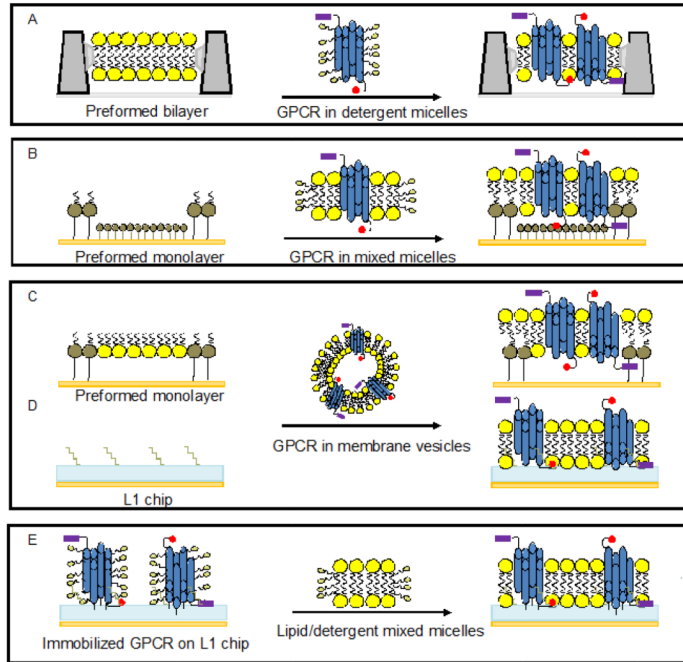 A
Preformed bilayer
GPCR in detergent micelles
B
Preformed monolayer
GPCR in mixed micelles
C
Preformed monolayer
D
GPCR in membrane vesicles
L1 chip
E
Immobilized GPCR on L1 chip
Lipid/detergent mixed micelles